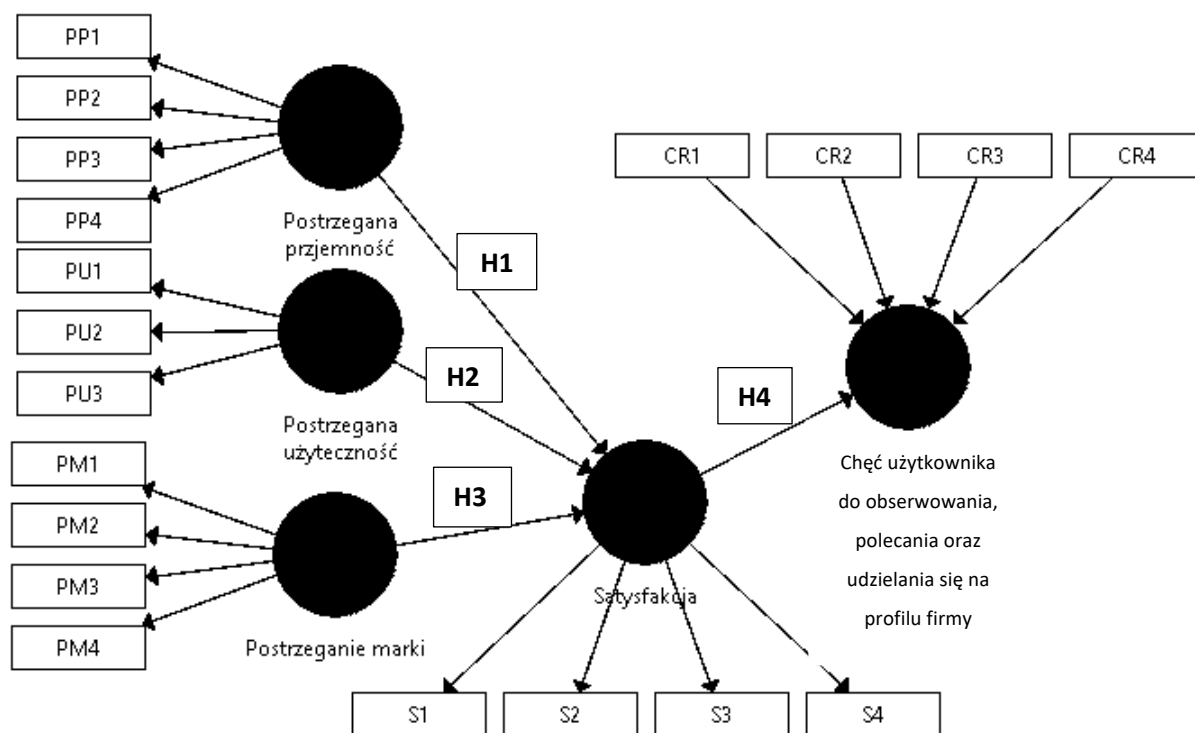 PP1
PP2
PP3
PP4
Postrzegana
przjemność
PU1
PU2
PU3
Postrzegana
użyteczność
PM1
PM2
PM3
PM4
Postrzeganie marki
H1
H2
H3
H4
Satysfakcja
S1
S2
S3
S4
CR1
CR2
CR3
CR4
Chęć użytkownika
do obserwowania,
polecania oraz
udzielania się na
profilu firmy